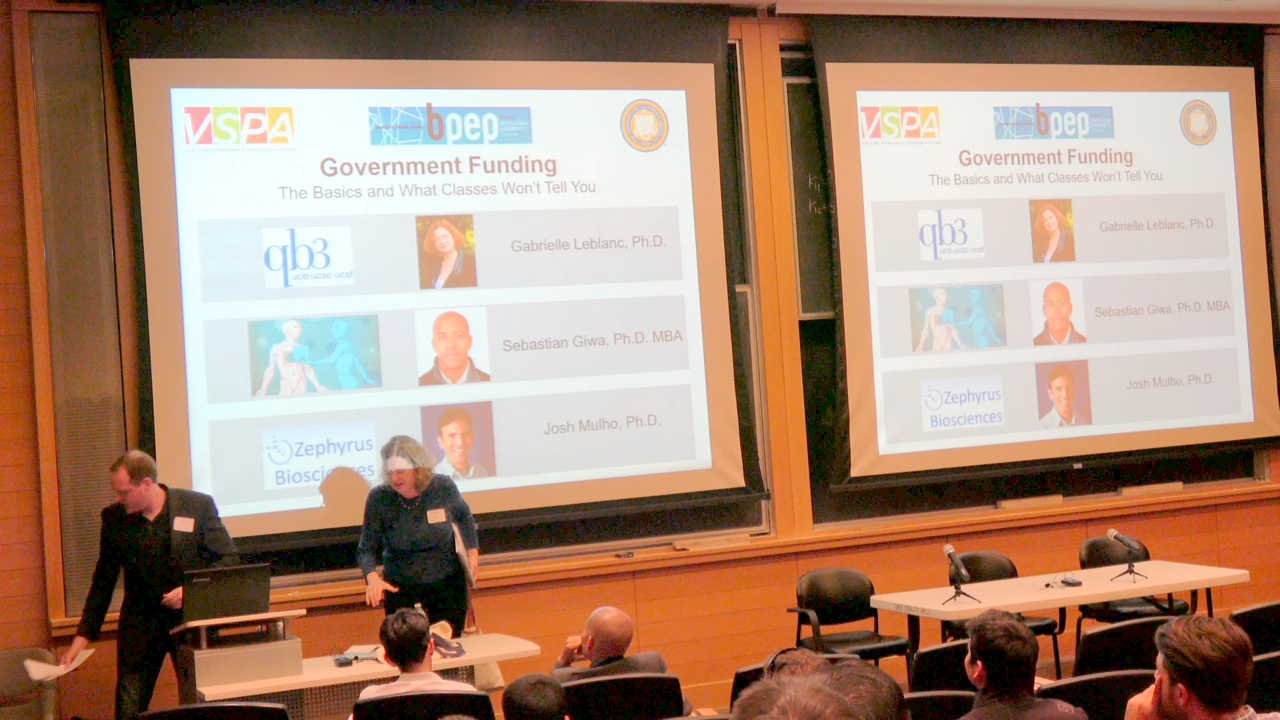 VSPA
bpep
Government Funding
The Basics and What Classes Won't Tell You
qb3
ucb·ucsc·ucsf
Gabrielle Leblanc, Ph.D.
Sebastian Giwa, Ph.D. MBA
Zephyrus
Biosciences
Josh Mulho, Ph.D.
VSPA
bpep
Government Funding
The Basics and What Classes Won't Tell You
qb3
ucb·ucsc·ucsf
Gabrielle Leblanc, Ph.D.
Sebastian Giwa, Ph.D. MBA
Zephyrus
Biosciences
Josh Mulho, Ph.D.